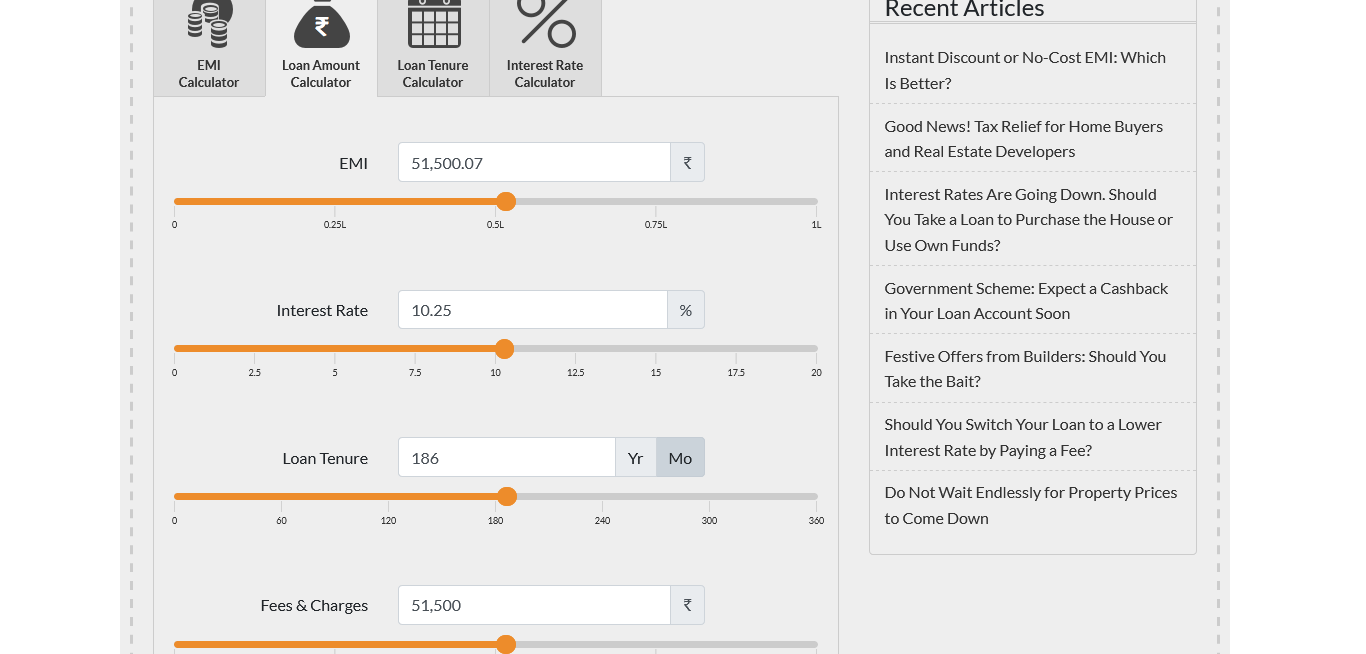 EMI
Calculator
Loan Amount
Calculator
Loan Tenure
Calculator
Interest Rate
Calculator
EMI
51,500.07
₹
0
0.25L
0.5L
0.75L
1L
Interest Rate
10.25
%
0
2.5
5
7.5
10
12.5
15
17.5
20
Loan Tenure
186
Yr
Mo
0
60
120
180
240
300
360
Fees & Charges
51,500
₹
Recent Articles
Instant Discount or No-Cost EMI: Which
Is Better?
Good News! Tax Relief for Home Buyers
and Real Estate Developers
Interest Rates Are Going Down. Should
You Take a Loan to Purchase the House or
Use Own Funds?
Government Scheme: Expect a Cashback
in Your Loan Account Soon
Festive Offers from Builders: Should You
Take the Bait?
Should You Switch Your Loan to a Lower
Interest Rate by Paying a Fee?
Do Not Wait Endlessly for Property Prices
to Come Down